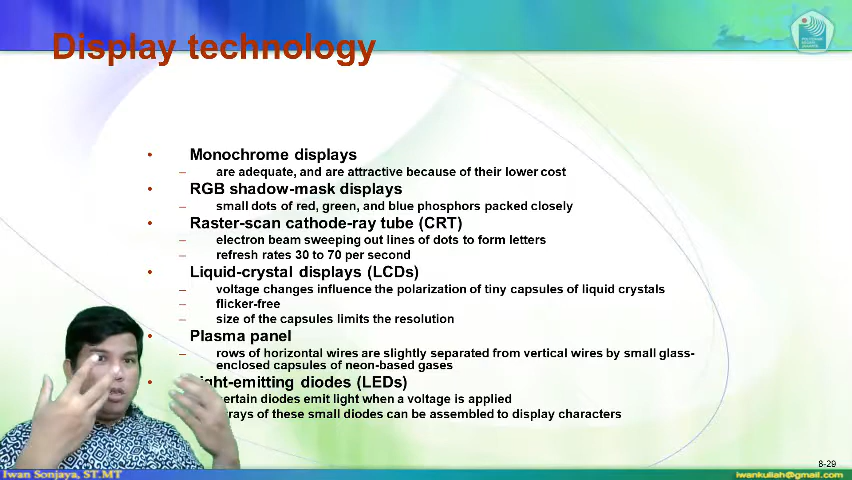 Display technology
• Monochrome displays
– are adequate, and are attractive because of their lower cost
• RGB shadow-mask displays
– small dots of red, green, and blue phosphors packed closely
• Raster-scan cathode-ray tube (CRT)
– electron beam sweeping out lines of dots to form letters
– refresh rates 30 to 70 per second
• Liquid-crystal displays (LCDs)
– voltage changes influence the polarization of tiny capsules of liquid crystals
– flicker-free
– size of the capsules limits the resolution
• Plasma panel
– rows of horizontal wires are slightly separated from vertical wires by small glass-
enclosed capsules of neon-based gases
• ight-emitting diodes (LEDs)
ertain diodes emit light when a voltage is applied
rays of these small diodes can be assembled to display characters
8-29
Iwan Sonjaya, ST.MT
iwankullah@gmail.com